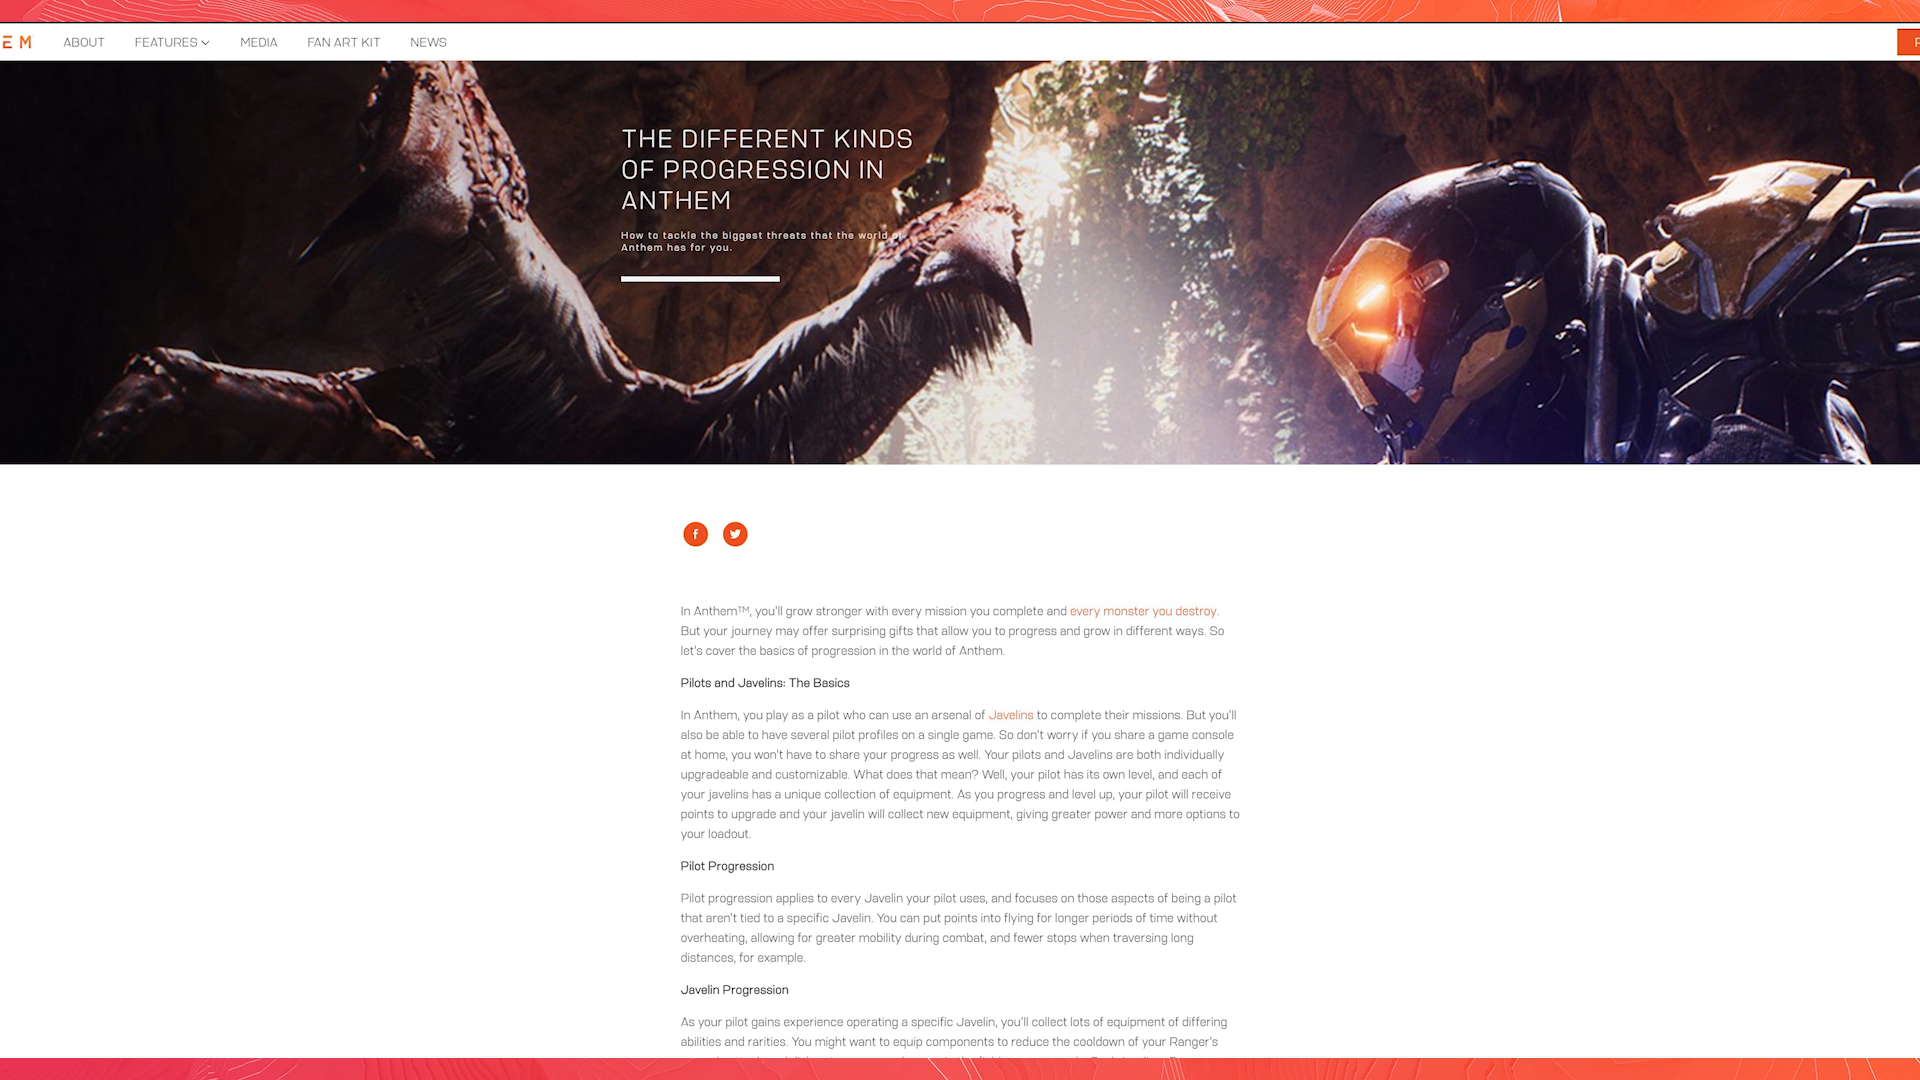 EM ABOUT FEATURES MEDIA FAN ART KIT NEWS
THE DIFFERENT KINDS
OF PROGRESSION IN
ANTHEM
How to tackle the biggest threats that the world of
Anthem has for you.
In Anthem™, you'll grow stronger with every mission you complete and every monster you destroy.
But your journey may offer surprising gifts that allow you to progress and grow in different ways. So
let's cover the basics of progression in the world of Anthem.
Pilots and Javelins: The Basics
In Anthem, you play as a pilot who can use an arsenal of Javelins to complete their missions. But you'll
also be able to have several pilot profiles on a single game. So don't worry if you share a game console
at home, you won't have to share your progress as well. Your pilots and Javelins are both individually
upgradeable and customizable. What does that mean? Well, your pilot has its own level, and each of
your javelins has a unique collection of equipment. As you progress and level up, your pilot will receive
points to upgrade and your javelin will collect new equipment, giving greater power and more options to
your loadout.
Pilot Progression
Pilot progression applies to every Javelin your pilot uses, and focuses on those aspects of being a pilot
that aren't tied to a specific Javelin. You can put points into flying for longer periods of time without
overheating, allowing for greater mobility during combat, and fewer stops when traversing long
distances, for example.
Javelin Progression
As your pilot gains experience operating a specific Javelin, you'll collect lots of equipment of differing
abilities and rarities. You might want to equip components to reduce the cooldown of your Ranger's